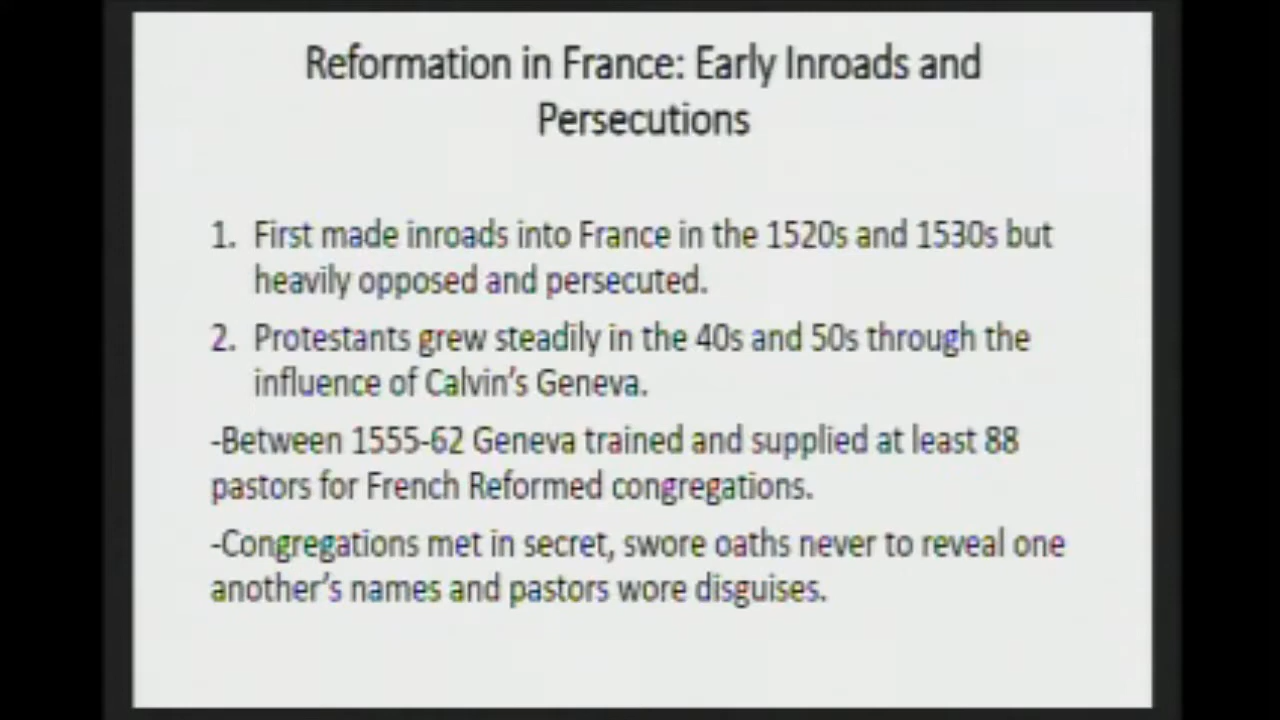 Reformation in France: Early Inroads and
Persecutions
1. First made inroads into France in the 1520s and 1530s but
heavily opposed and persecuted.
2. Protestants grew steadily in the 40s and 50s through the
influence of Calvin's Geneva.
-Between 1555-62 Geneva trained and supplied at least 88
pastors for French Reformed congregations.
-Congregations met in secret, swore oaths never to reveal one
another's names and pastors wore disguises.